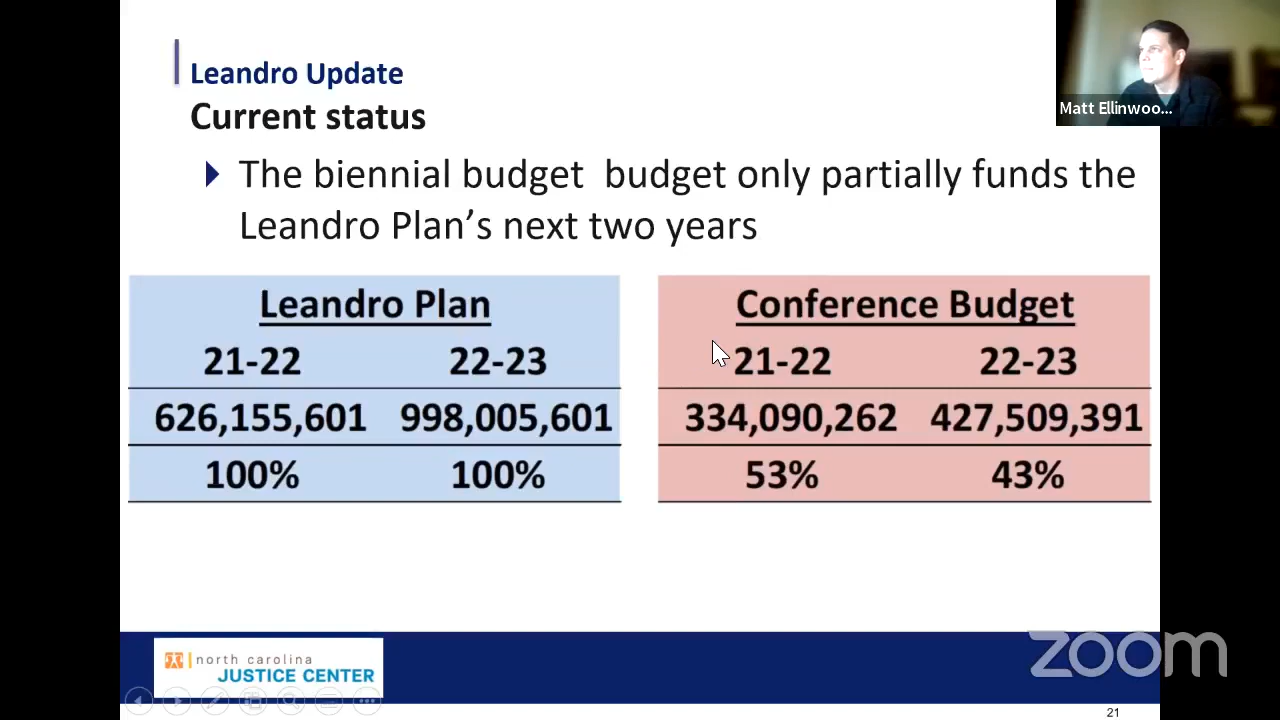 Leandro Update
Current status
The biennial budget  budget only partially funds the
Leandro Plan’s next two years
Leandro Plan
21-22 22-23
626,155,601 998,005,601
100% 100%
Conference Budget
21-22 22-23
334,090,262 427,509,391
53% 43%
Matt Ellinwoo...
north carolina
JUSTICE CENTER
zoom
21